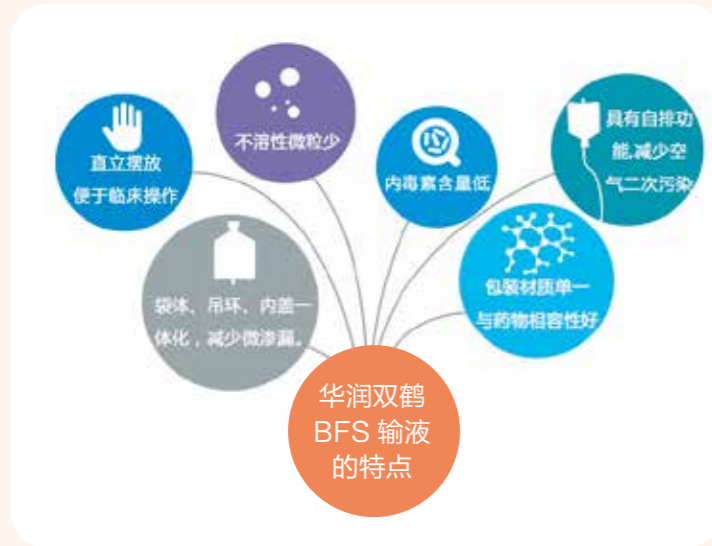 不溶性微粒少
直立摆放
便于临床操作
内毒素含量低
具有自排功
能,减少空
气二次污染
袋体、吊环、内盖一
体化，减少微渗漏。
包装材质单一
与药物相容性好
华润双鹤
BFS 输液
的特点